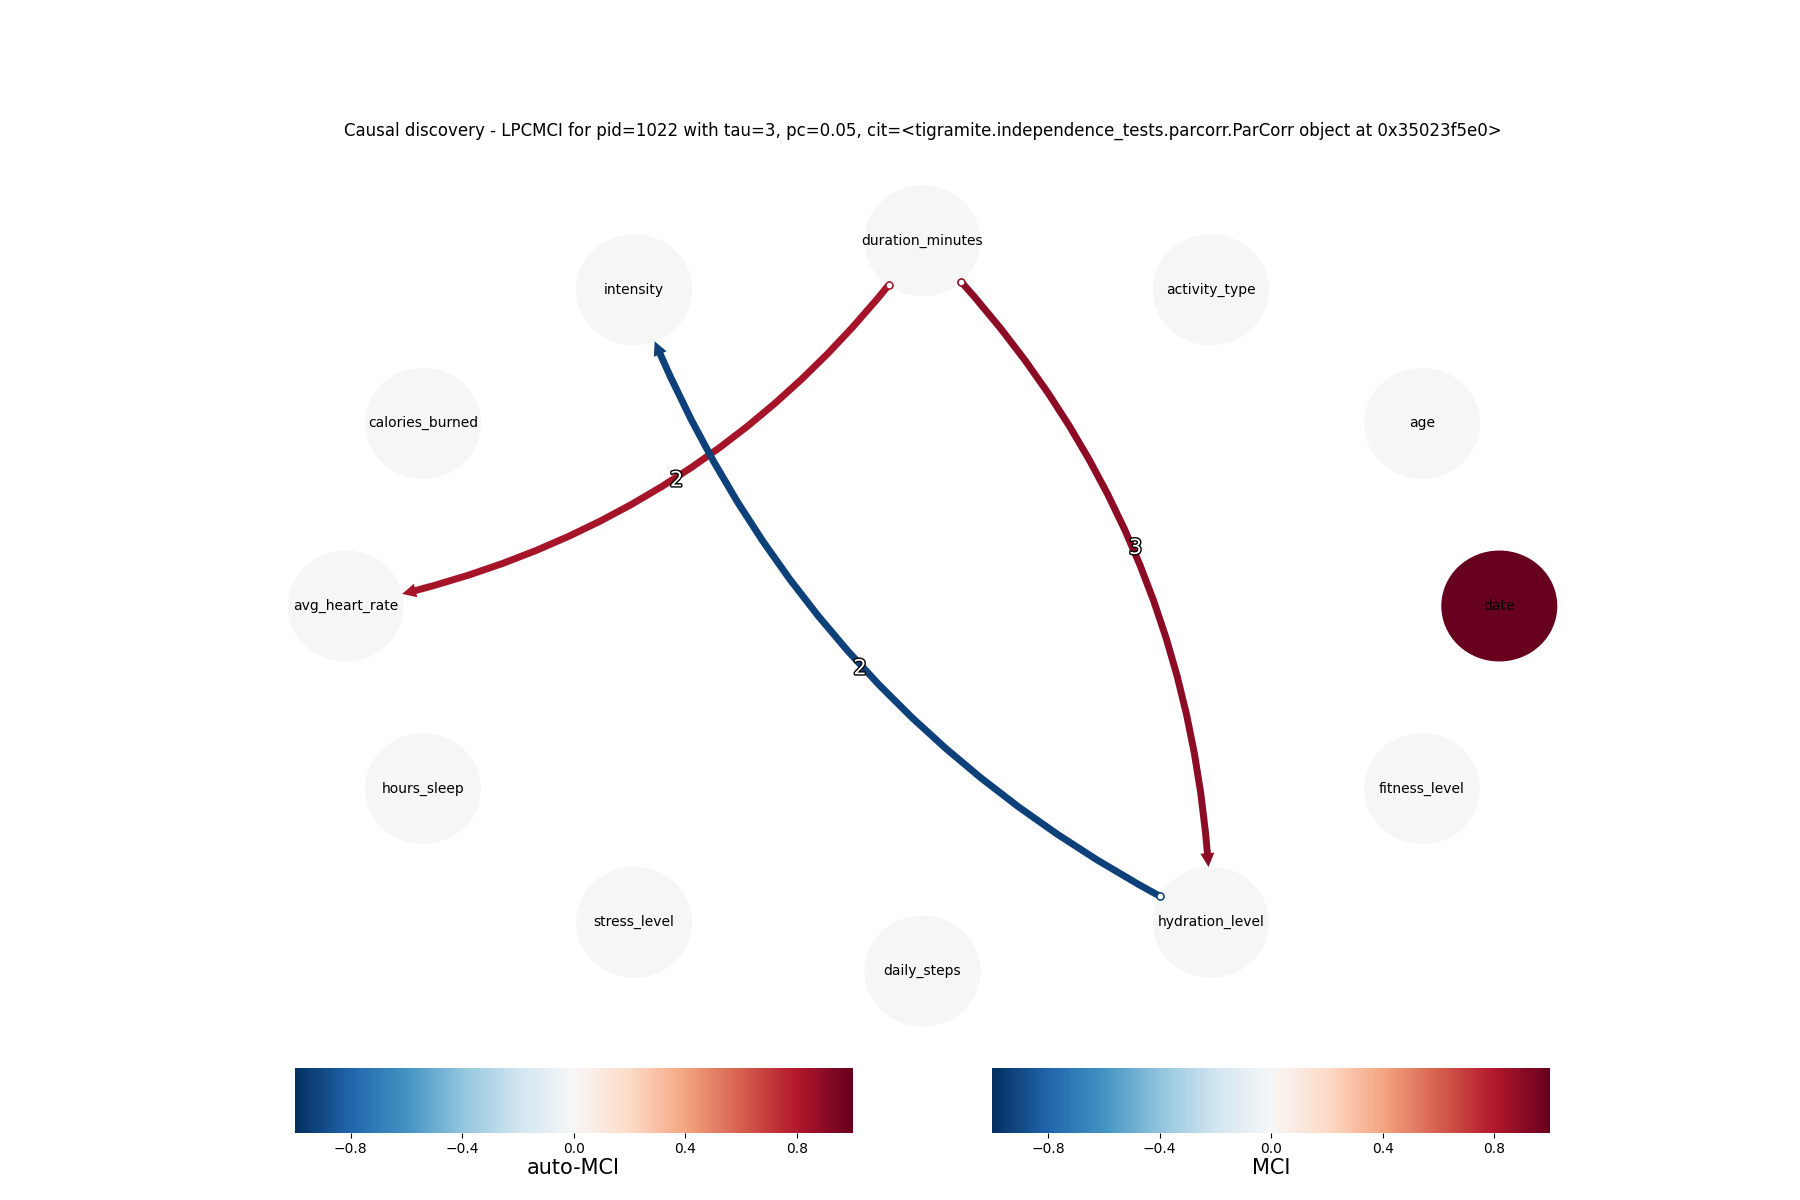 Causal discovery - LPCMCI for pid=1022 with tau=3, pc=0.05, cit=<tigramite.independence_tests.parcorr.ParCorr object at 0x35023f5e0>
duration_minutes
intensity
activity_type
calories_burned
age
2
3
avg_heart_rate
date
2
hours_sleep
fitness_level
stress_level
hydration_level
daily_steps
−0.8 −0.4 0.0 0.4 0.8
auto-MCI
−0.8 −0.4 0.0 0.4 0.8
MCI